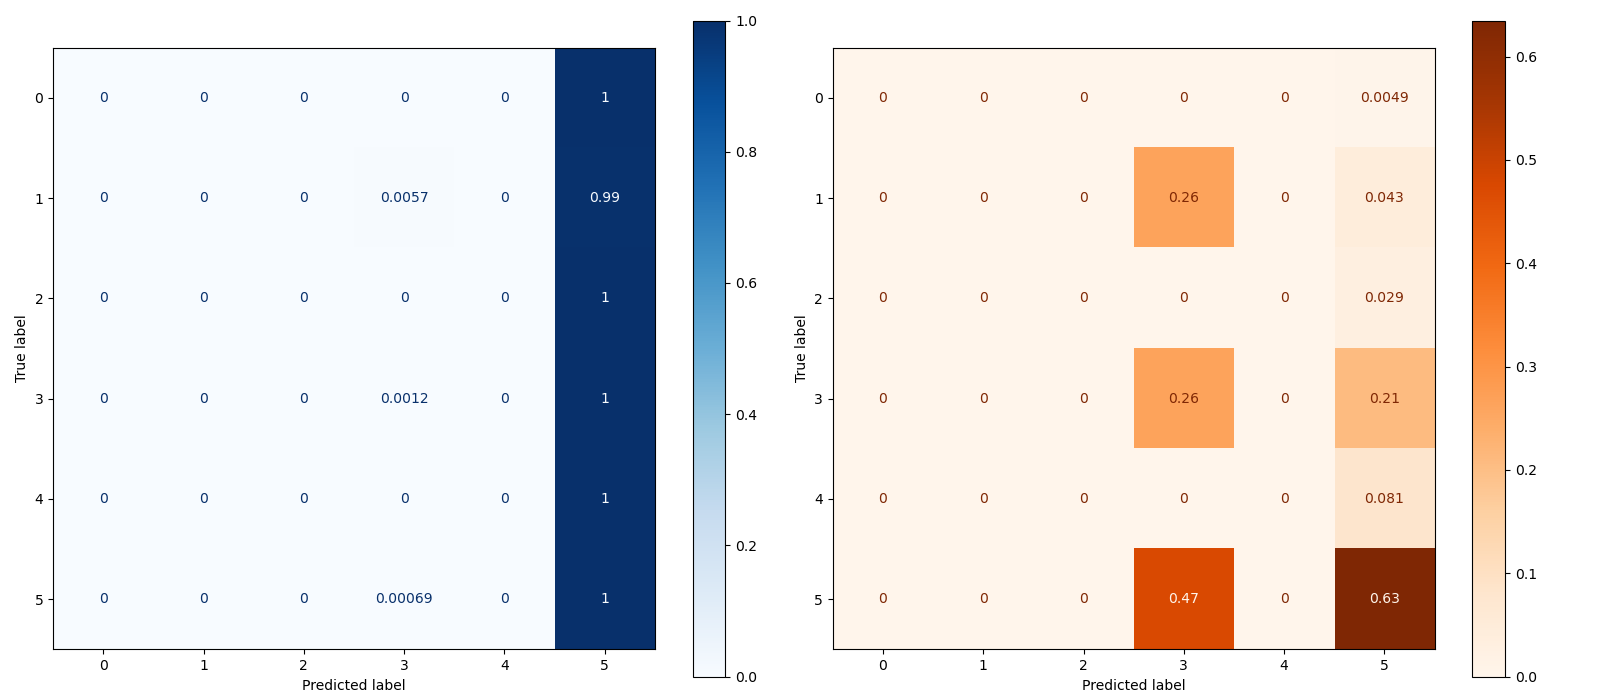 1.0
0 0 0 0 0 0 1
0.8
1 0 0 0 0.0057 0 0.99
0.6
2 0 0 0 0 0 1
True label
3 0 0 0 0.0012 0 1
0.4
4 0 0 0 0 0 1
0.2
5 0 0 0 0.00069 0 1
0.0
0 1 2 3 4 5
Predicted label
0.6
0 0 0 0 0 0 0.0049
0.5
1 0 0 0 0.26 0 0.043
0.4
2 0 0 0 0 0 0.029
True label
0.3
3 0 0 0 0.26 0 0.21
0.2
4 0 0 0 0 0 0.081
0.1
5 0 0 0 0.47 0 0.63
0.0
0 1 2 3 4 5
Predicted label